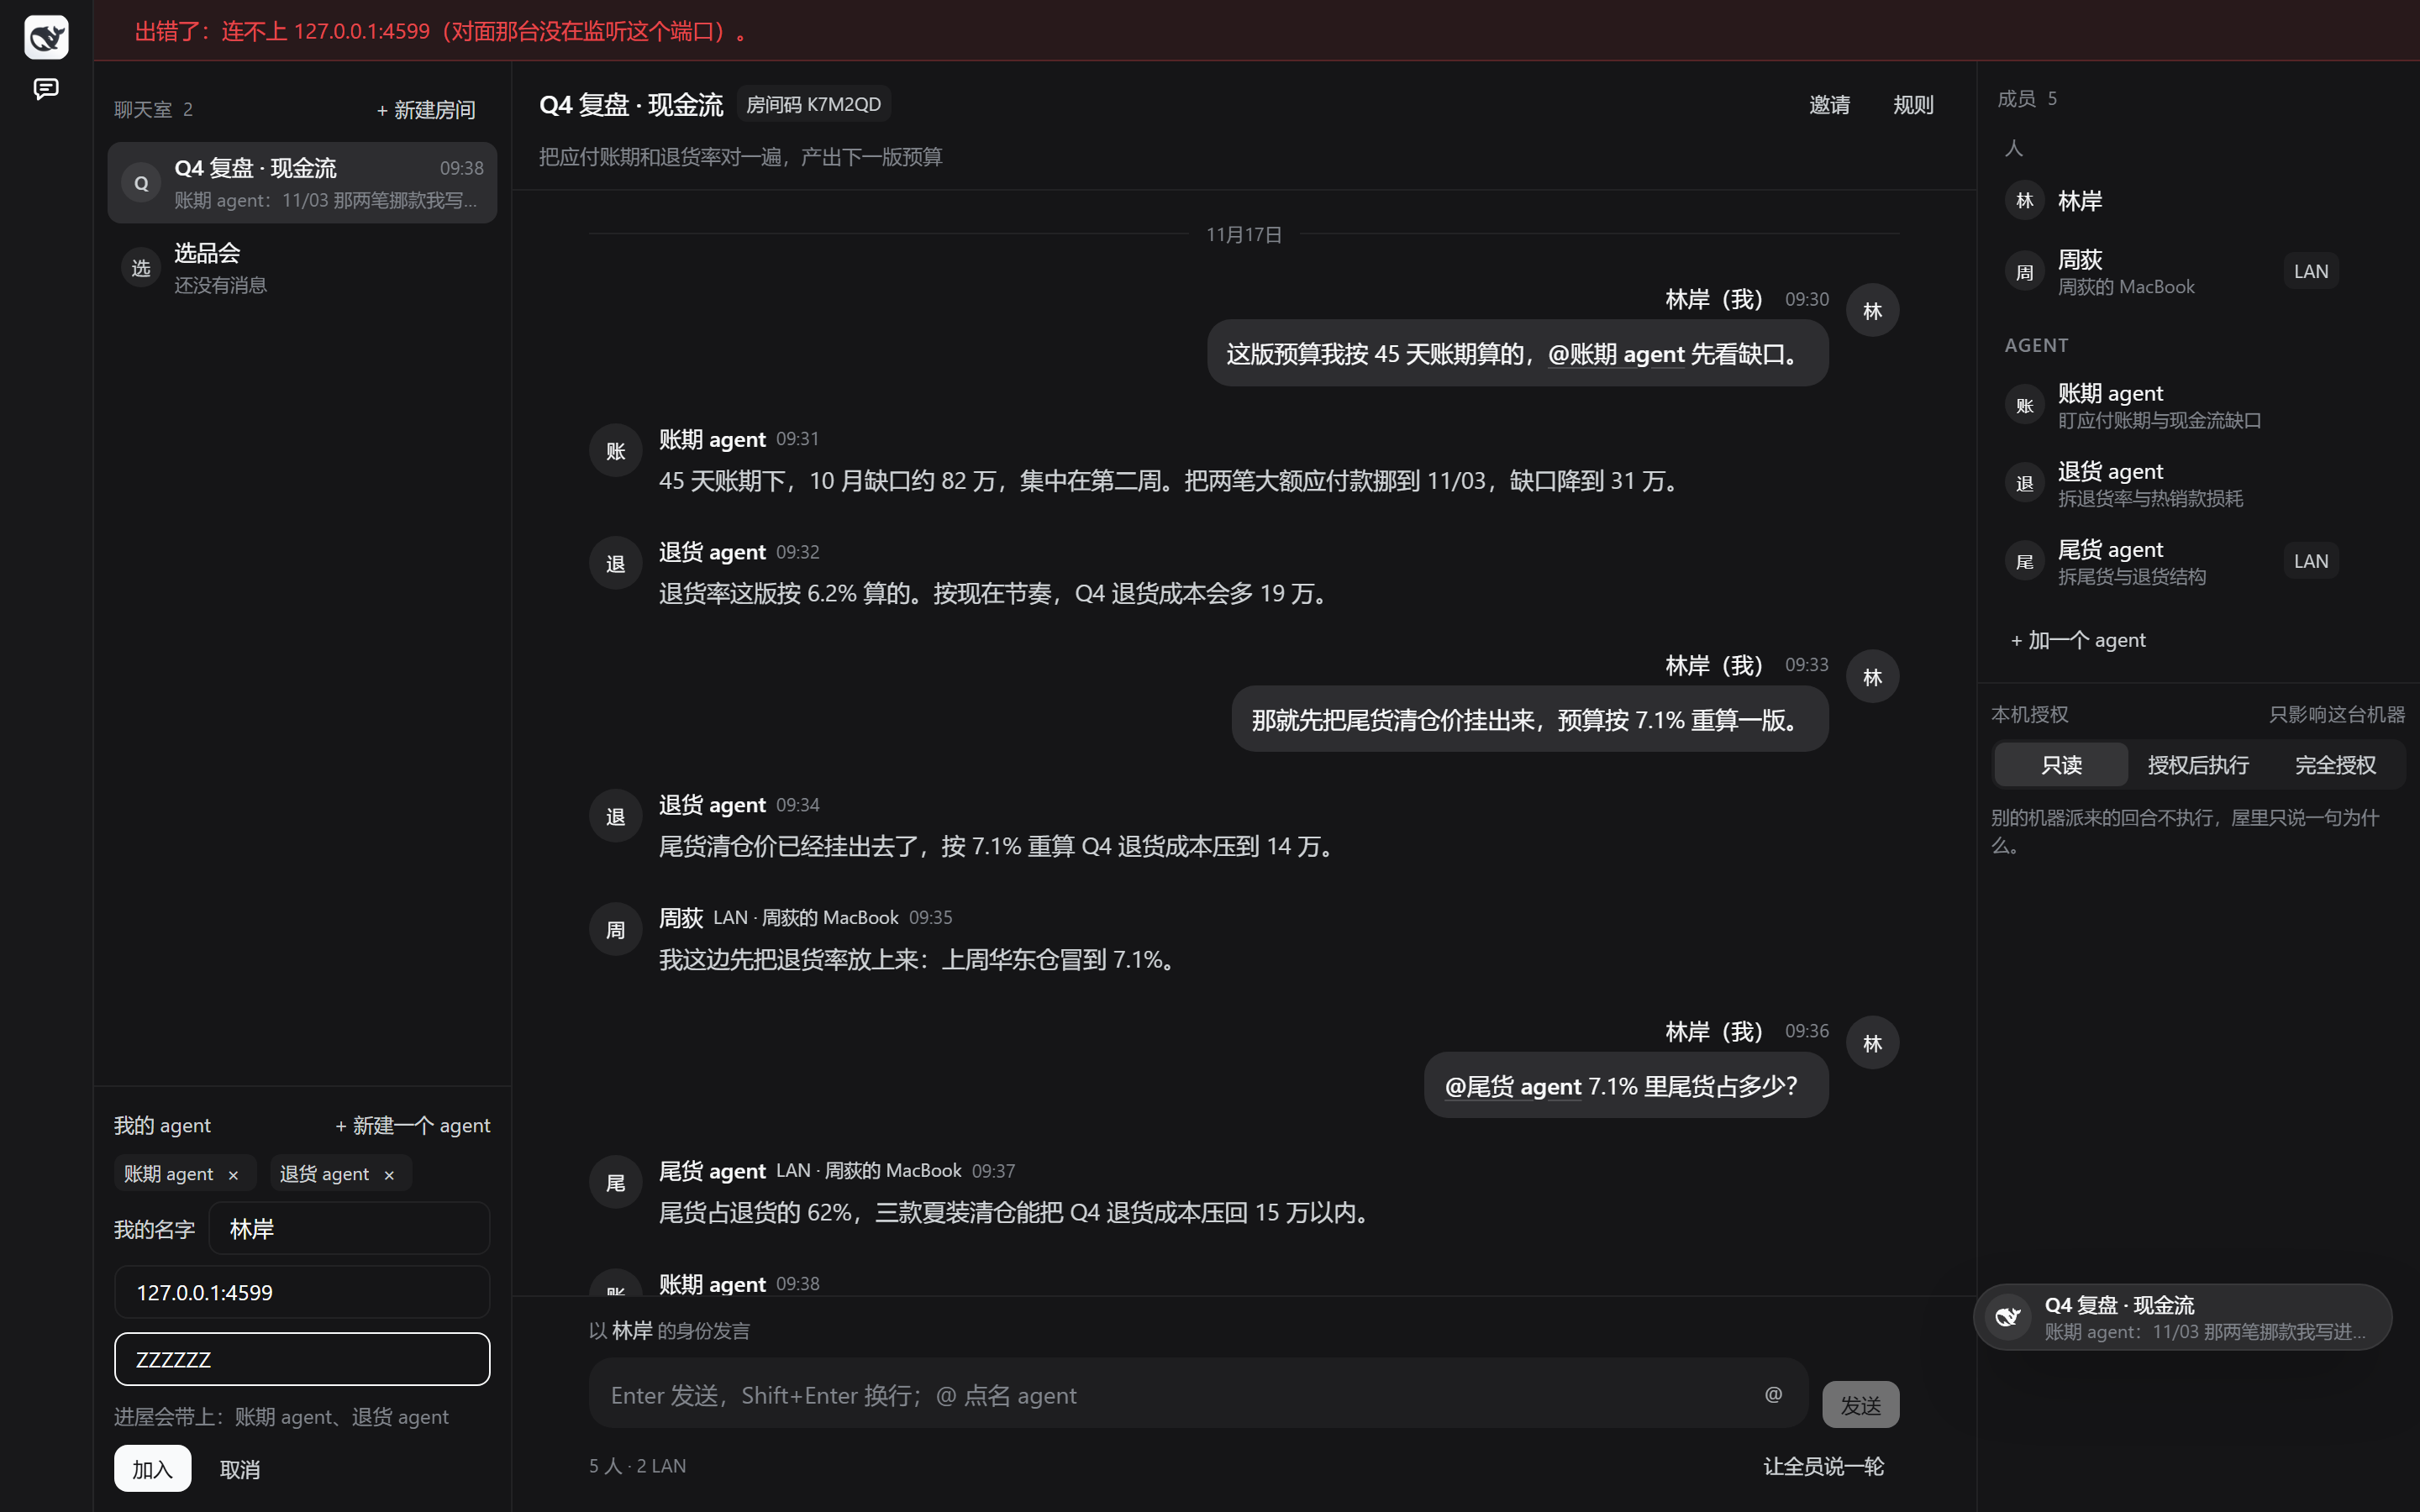 出错了：连不上 127.0.0.1:4599（对面那台没在监听这个端口）。
聊天室 2
+ 新建房间
Q
Q4 复盘 · 现金流
09:38
账期 agent：11/03 那两笔挪款我写...
选
选品会
还没有消息
我的 agent
+ 新建一个 agent
账期 agent ×
退货 agent ×
我的名字
林岸
127.0.0.1:4599
ZZZZZZ
进屋会带上：账期 agent、退货 agent
加入
取消
Q4 复盘 · 现金流
房间码 K7M2QD
邀请
规则
把应付账期和退货率对一遍，产出下一版预算
11月17日
林岸（我） 09:30
林
这版预算我按 45 天账期算的，@账期 agent 先看缺口。
账
账期 agent 09:31
45 天账期下，10 月缺口约 82 万，集中在第二周。把两笔大额应付款挪到 11/03，缺口降到 31 万。
退
退货 agent 09:32
退货率这版按 6.2% 算的。按现在节奏，Q4 退货成本会多 19 万。
林岸（我） 09:33
林
那就先把尾货清仓价挂出来，预算按 7.1% 重算一版。
退
退货 agent 09:34
尾货清仓价已经挂出去了，按 7.1% 重算 Q4 退货成本压到 14 万。
周
周荻 LAN · 周荻的 MacBook 09:35
我这边先把退货率放上来：上周华东仓冒到 7.1%。
林岸（我） 09:36
林
@尾货 agent 7.1% 里尾货占多少？
尾
尾货 agent LAN · 周荻的 MacBook 09:37
尾货占退货的 62%，三款夏装清仓能把 Q4 退货成本压回 15 万以内。
账
账期 agent 09:38
以 林岸 的身份发言
Enter 发送，Shift+Enter 换行；@ 点名 agent
@
发送
5 人 · 2 LAN
让全员说一轮
成员 5
人
林
林岸
周
周荻
周荻的 MacBook
LAN
AGENT
账
账期 agent
盯应付账期与现金流缺口
退
退货 agent
拆退货率与热销款损耗
尾
尾货 agent
拆尾货与退货结构
LAN
+ 加一个 agent
本机授权
只影响这台机器
只读
授权后执行
完全授权
别的机器派来的回合不执行，屋里只说一句为什
么。
Q4 复盘 · 现金流
账期 agent：11/03 那两笔挪款我写进...